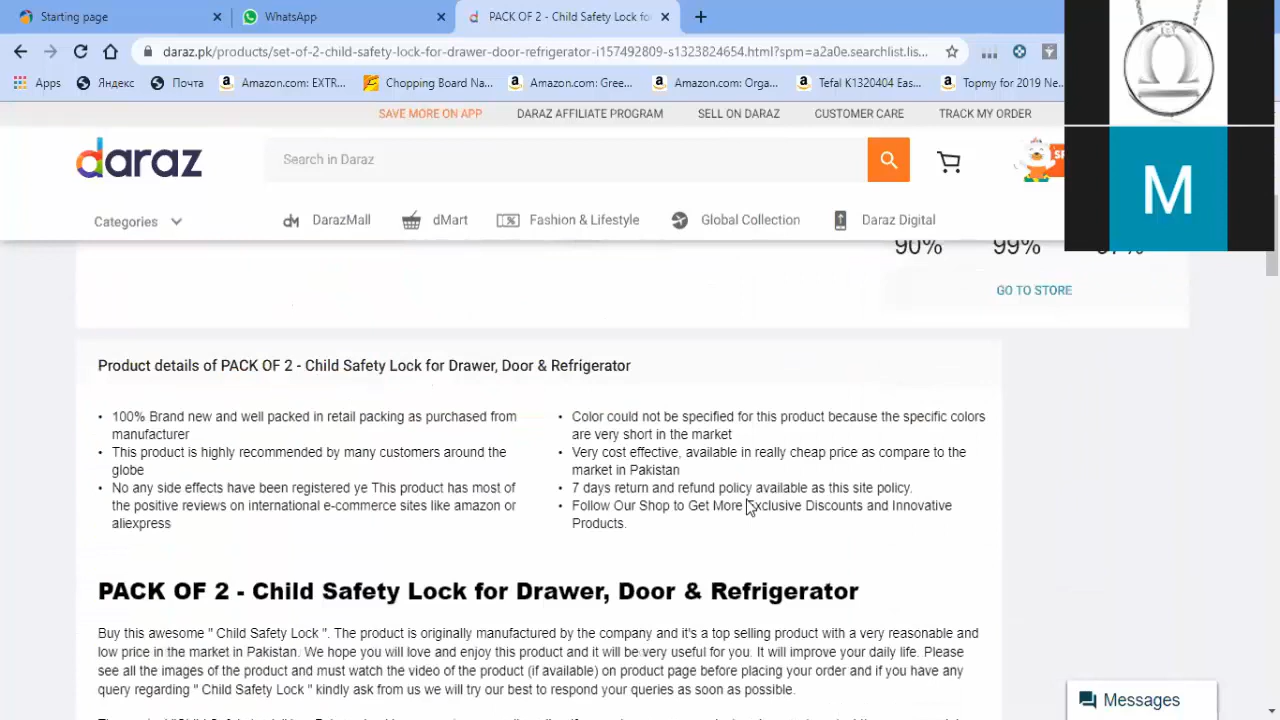 Starting page
WhatsApp
PACK OF 2 - Child Safety Lock fo
daraz.pk/products/set-of-2-child-safety-lock-for-drawer-door-refrigerator-i157492809-s1323824654.html?spm=a2a0e.searchlist.lis...
Apps Яндекс Почта Amazon.com: EXTR... Chopping Board Na... Amazon.com: Gree... Amazon.com: Orga... Tefal K1320404 Eas... Topmy for 2019 Ne...
SAVE MORE ON APP DARAZ AFFILIATE PROGRAM SELL ON DARAZ CUSTOMER CARE TRACK MY ORDER
daraz
Search in Daraz
M
Categories DarazMall dMart Fashion & Lifestyle Global Collection Daraz Digital
90% 99%
GO TO STORE
Product details of PACK OF 2 - Child Safety Lock for Drawer, Door & Refrigerator
• 100% Brand new and well packed in retail packing as purchased from
manufacturer
• This product is highly recommended by many customers around the
globe
• No any side effects have been registered ye This product has most of
the positive reviews on international e-commerce sites like amazon or
aliexpress
• Color could not be specified for this product because the specific colors
are very short in the market
• Very cost effective, available in really cheap price as compare to the
market in Pakistan
• 7 days return and refund policy available as this site policy.
• Follow Our Shop to Get More Exclusive Discounts and Innovative
Products.
PACK OF 2 - Child Safety Lock for Drawer, Door & Refrigerator
Buy this awesome " Child Safety Lock ". The product is originally manufactured by the company and it's a top selling product with a very reasonable and
low price in the market in Pakistan. We hope you will love and enjoy this product and it will be very useful for you. It will improve your daily life. Please
see all the images of the product and must watch the video of the product (if available) on product page before placing your order and if you have any
query regarding " Child Safety Lock " kindly ask from us we will try our best to respond your queries as soon as possible.
Messages